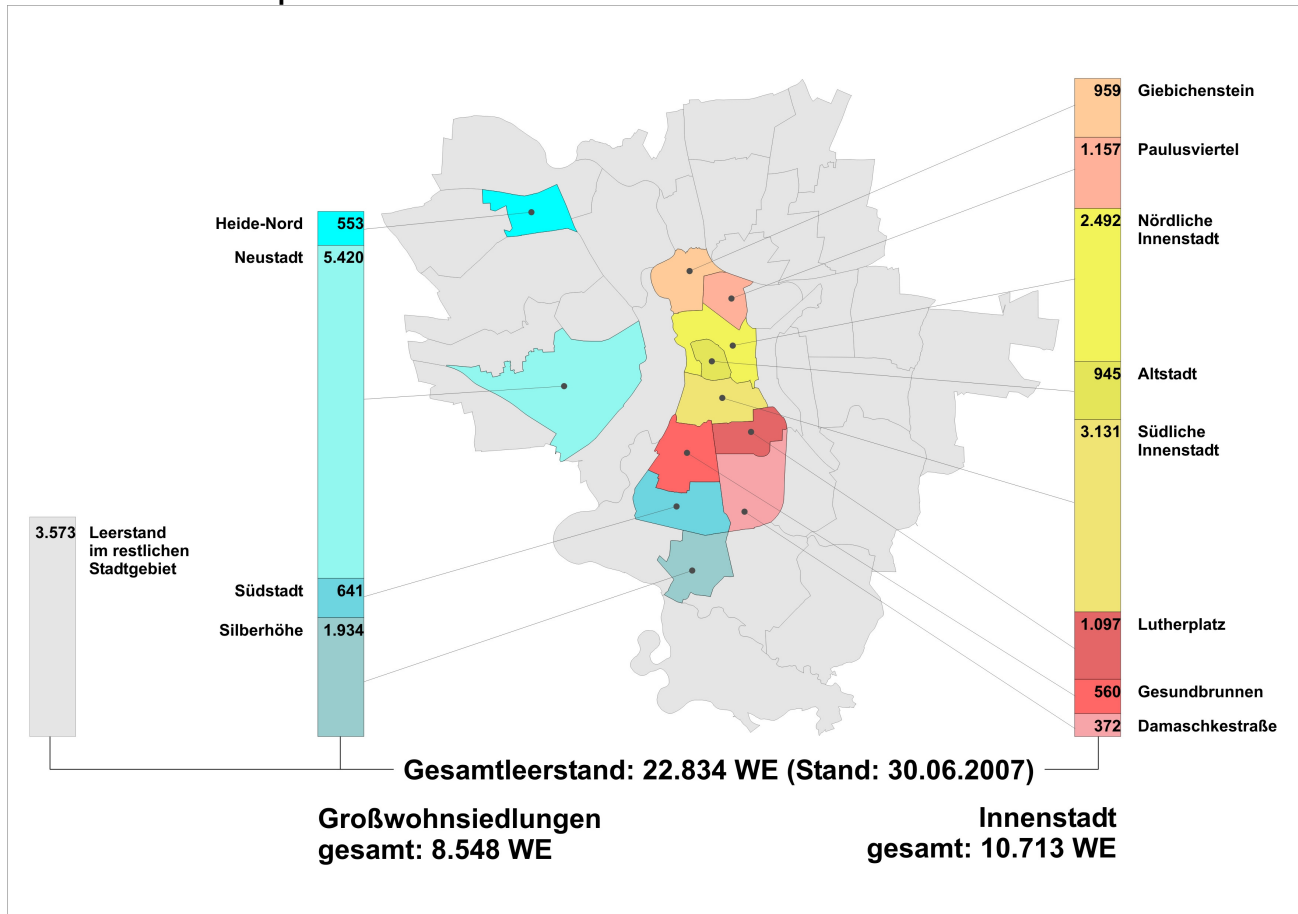 Heide-Nord
553
Neustadt
5.420
Südstadt
641
Silberhöhe
1.934
3.573
Leerstand
im restlichen
Stadtgebiet
959
Giebichenstein
1.157
Paulusviertel
2.492
Nördliche
Innenstadt
945
Altstadt
3.131
Südliche
Innenstadt
1.097
Lutherplatz
560
Gesundbrunnen
372
Damaschkestraße
Gesamtleerstand: 22.834 WE (Stand: 30.06.2007)
Großwohnsiedlungen
gesamt: 8.548 WE
Innenstadt
gesamt: 10.713 WE